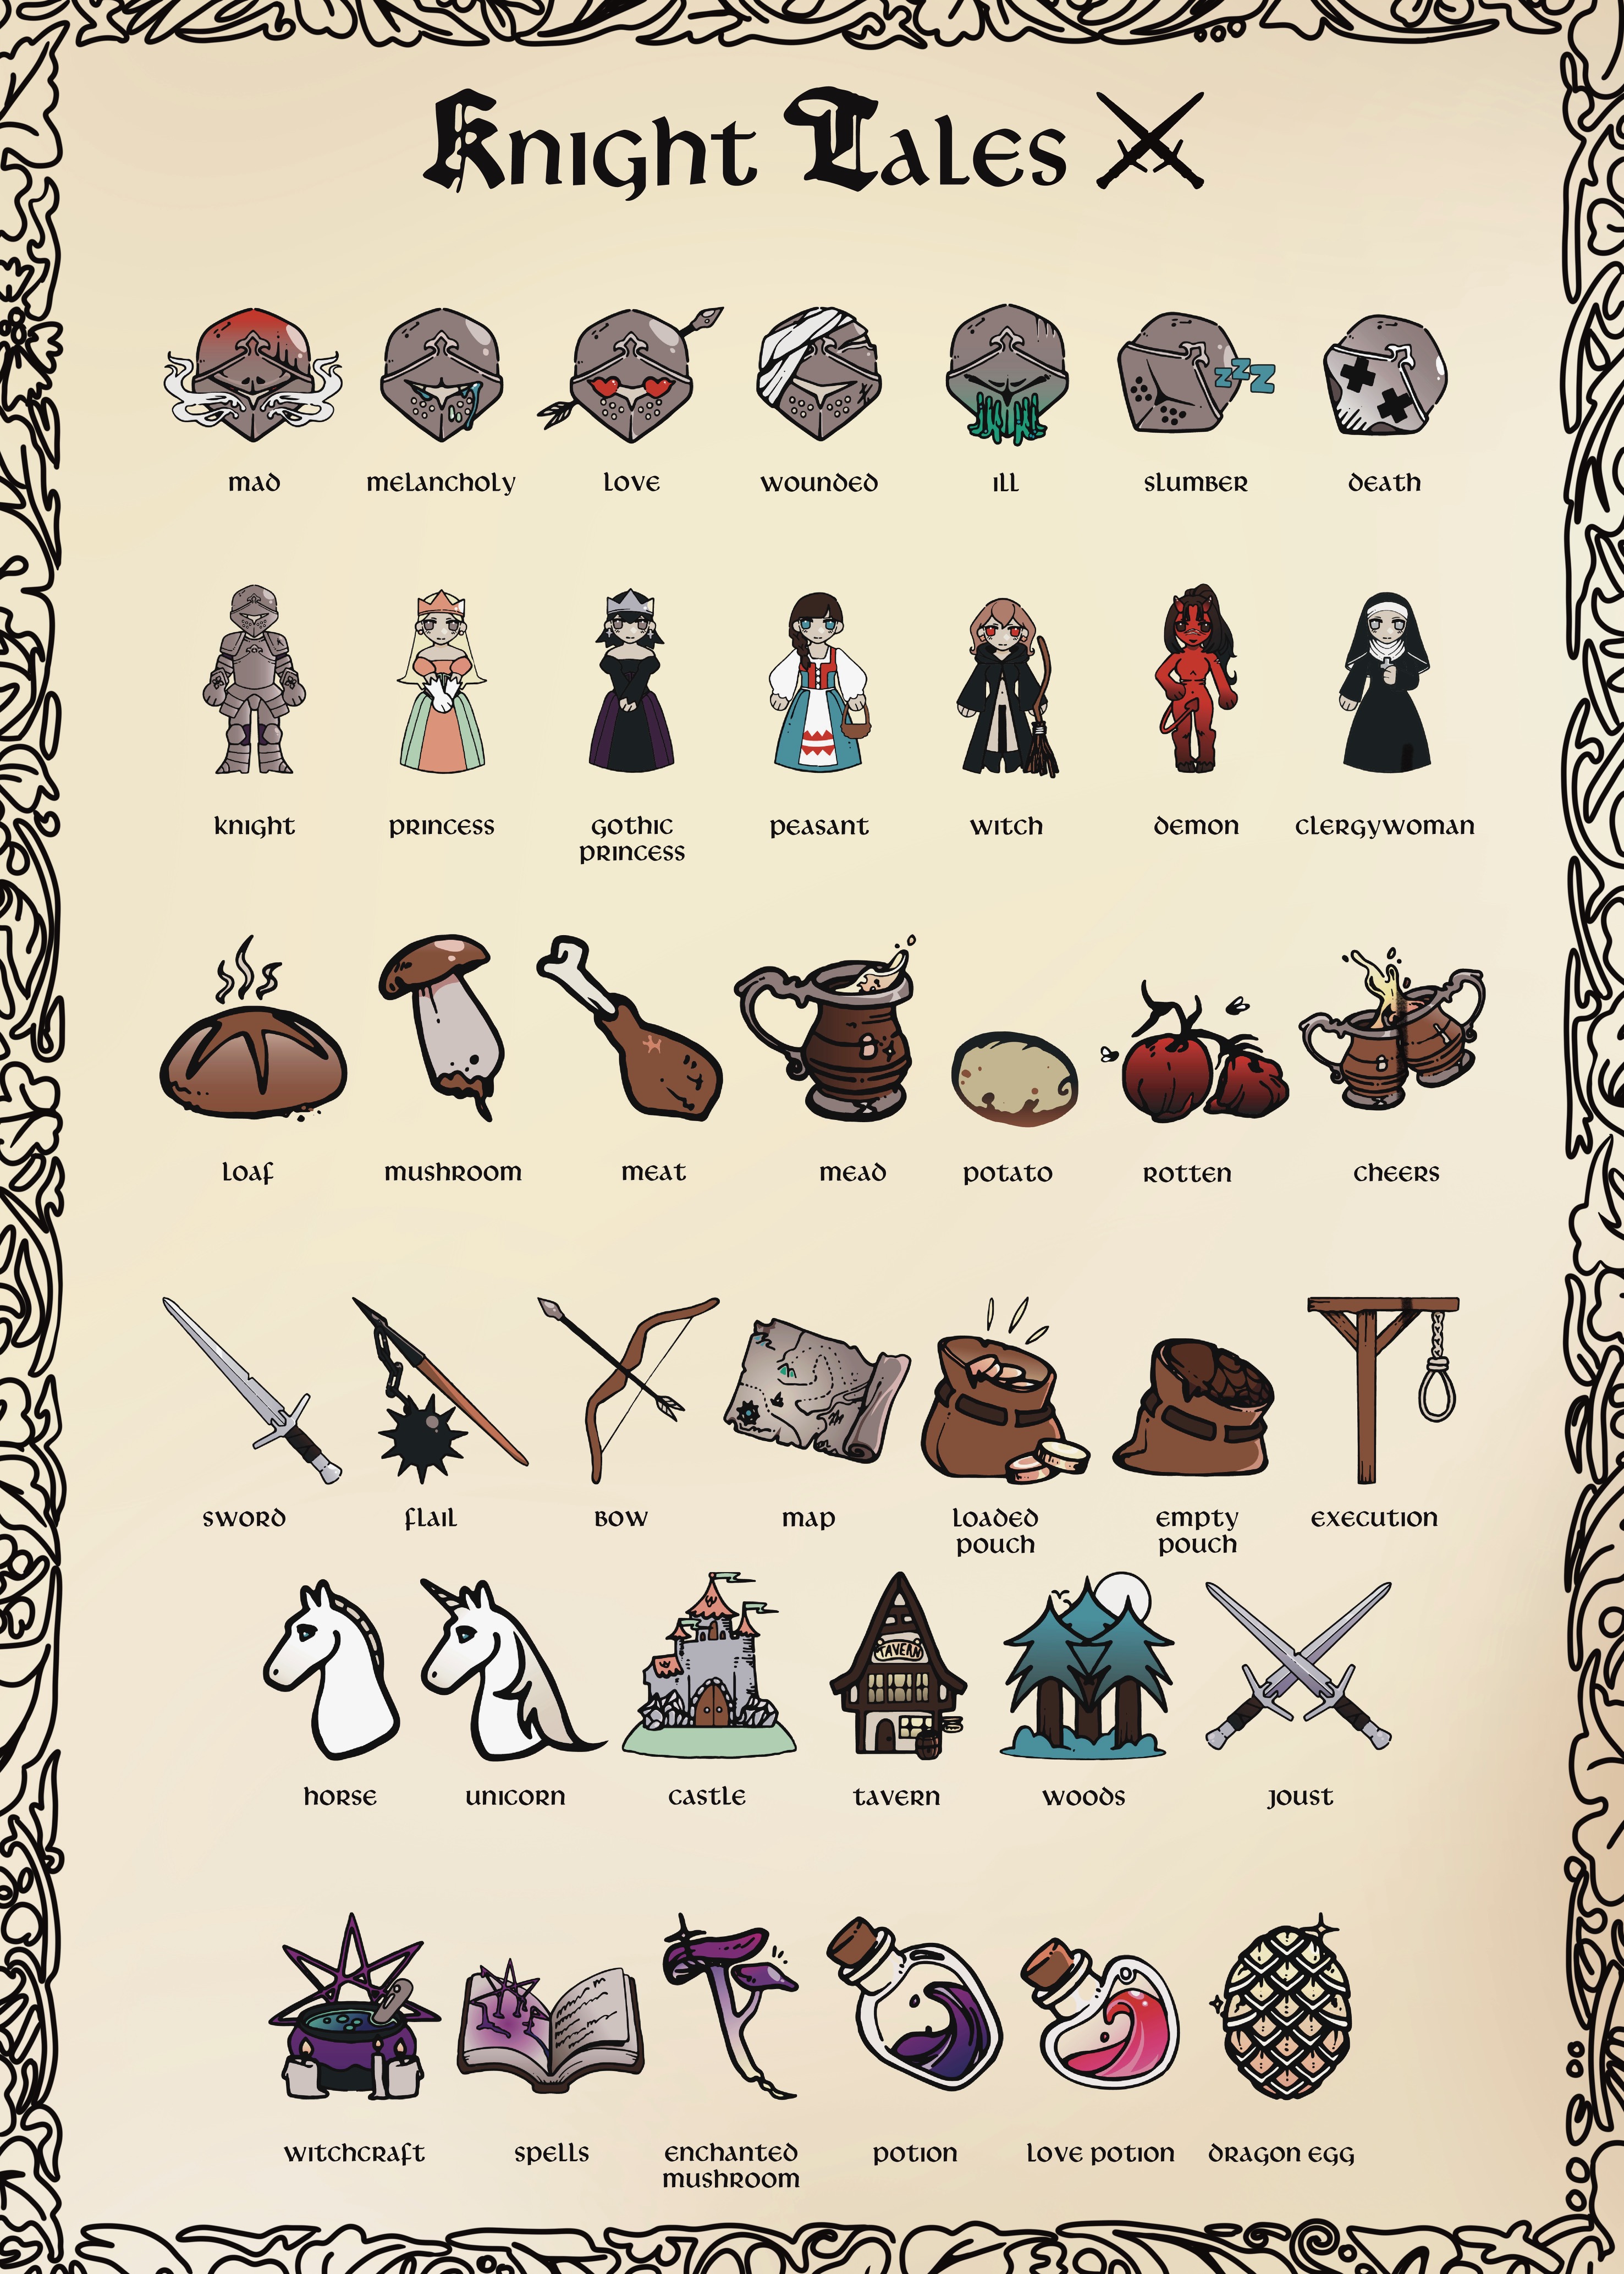 Knight Tales
mad melancholy love wounded ill slumber death
zzz
knight princess gothic princess peasant witch demon clergywoman
loaf mushroom meat mead potato rotten cheers
sword flail bow map loaded pouch empty pouch execution
TAVERN
horse unicorn castle tavern woods joust
witchcraft spells enchanted mushroom potion love potion dragon egg